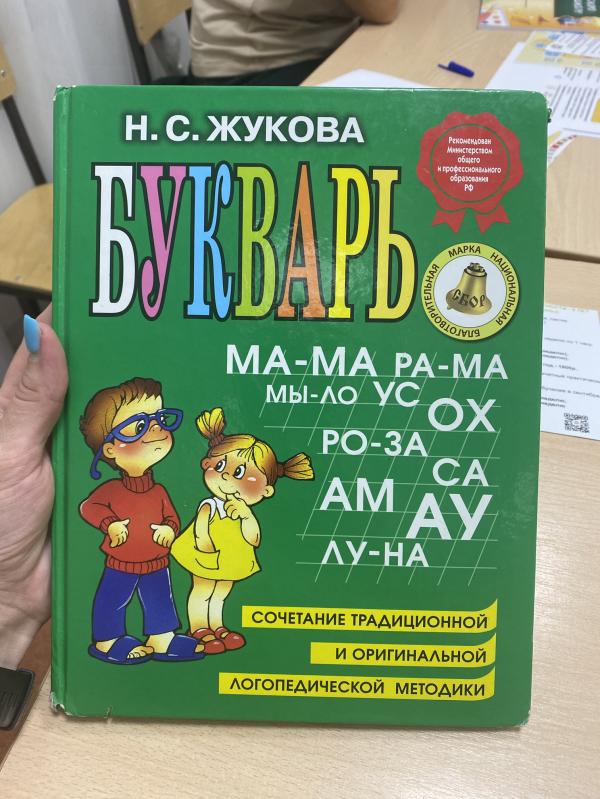 Н. С. ЖУКОВА
БУКВАРЬ
Рекомендован
Министерством
общего
и профессионального
образования
РФ
БЛАГОТВОРИТЕЛЬНАЯ МАРКА НАЦИОНАЛЬНАЯ
СБОР
МА-МА РА-МА
МЫ-ЛО УС
ОХ
РО-ЗА
СА
АМ АУ
ЛУ-НА
СОЧЕТАНИЕ ТРАДИЦИОННОЙ
И ОРИГИНАЛЬНОЙ
ЛОГОПЕДИЧЕСКОЙ МЕТОДИКИ